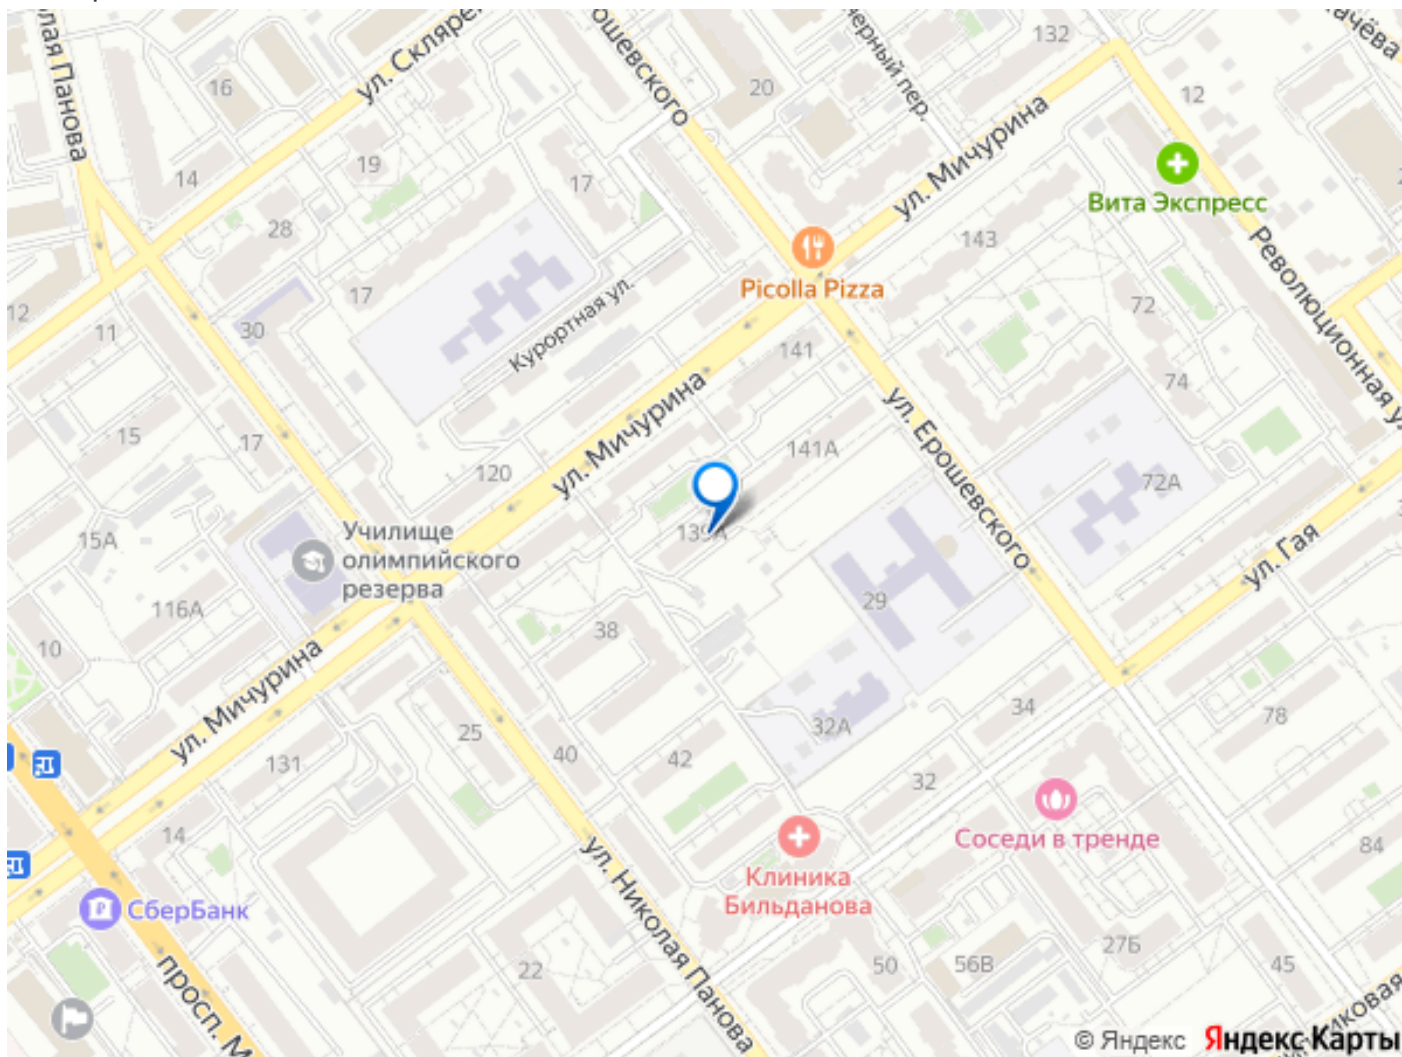 лая Панова
ул. Скляре
ошевского
черный пер.
132
ачёва
16
20
12
19
14
17
ул. Мичурина
Вита Экспресс
28
143
Революционная у
Picolla Pizza
17
12
11
30
Курортная ул.
72
141
74
15
17
ул. Мичурина
ул. Ерошевского
141А
120
72А
139А
15А
Училище
олимпийского
резерва
ул. Гая
116А
29
38
10
ул. Мичурина
34
78
32А
25
40
42
131
32
14
Соседи в тренде
84
Клиника
Бильданова
ул. Николая Панова
СберБанк
27Б
22
50
56В
45
просп. М
иковая
© Яндекс Яндекс Карты